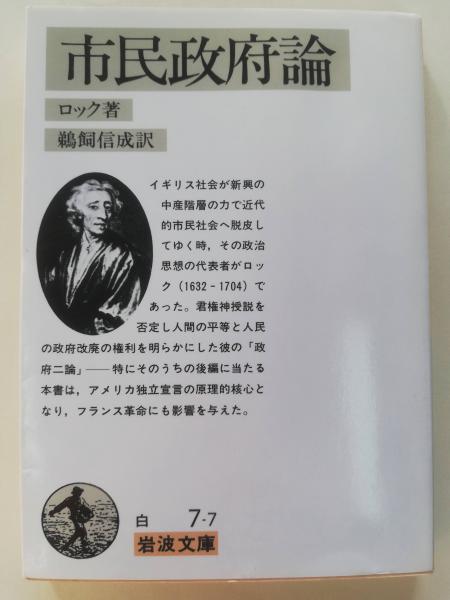 市民政府論
ロック著
鵜飼信成訳
イギリス社会が新興の
中産階層の力で近代
的市民社会へ脱皮し
てゆく時，その政治
思想の代表者がロッ
ク（1632‐1704）で
あった。君権神授説を
否定し人間の平等と人民
の政府改廃の権利を明らかにした彼の「政
府二論」――特にそのうちの後編に当たる
本書は，アメリカ独立宣言の原理的核心と
なり，フランス革命にも影響を与えた。
白 7-7
岩波文庫